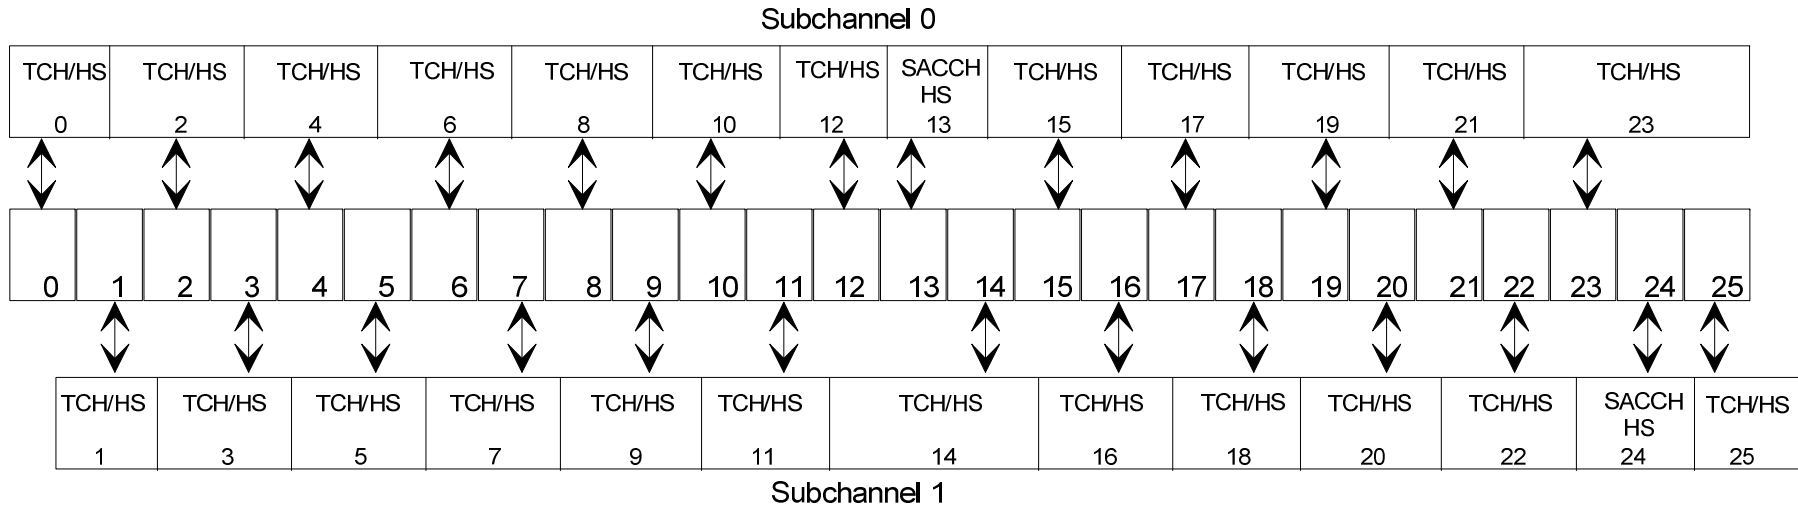 Subchannel 0
TCH/HS TCH/HS TCH/HS TCH/HS TCH/HS TCH/HS TCH/HS SACCH TCH/HS TCH/HS TCH/HS TCH/HS TCH/HS
HS
0 2 4 6 8 10 12 13 15 17 19 21 23
0 1 2 3 4 5 6 7 8 9 10 11 12 13 14 15 16 17 18 19 20 21 22 23 24 25
TCH/HS TCH/HS TCH/HS TCH/HS TCH/HS TCH/HS TCH/HS TCH/HS TCH/HS TCH/HS TCH/HS SACCH TCH/HS
HS
1 3 5 7 9 11 14 16 18 20 22 24 25
Subchannel 1